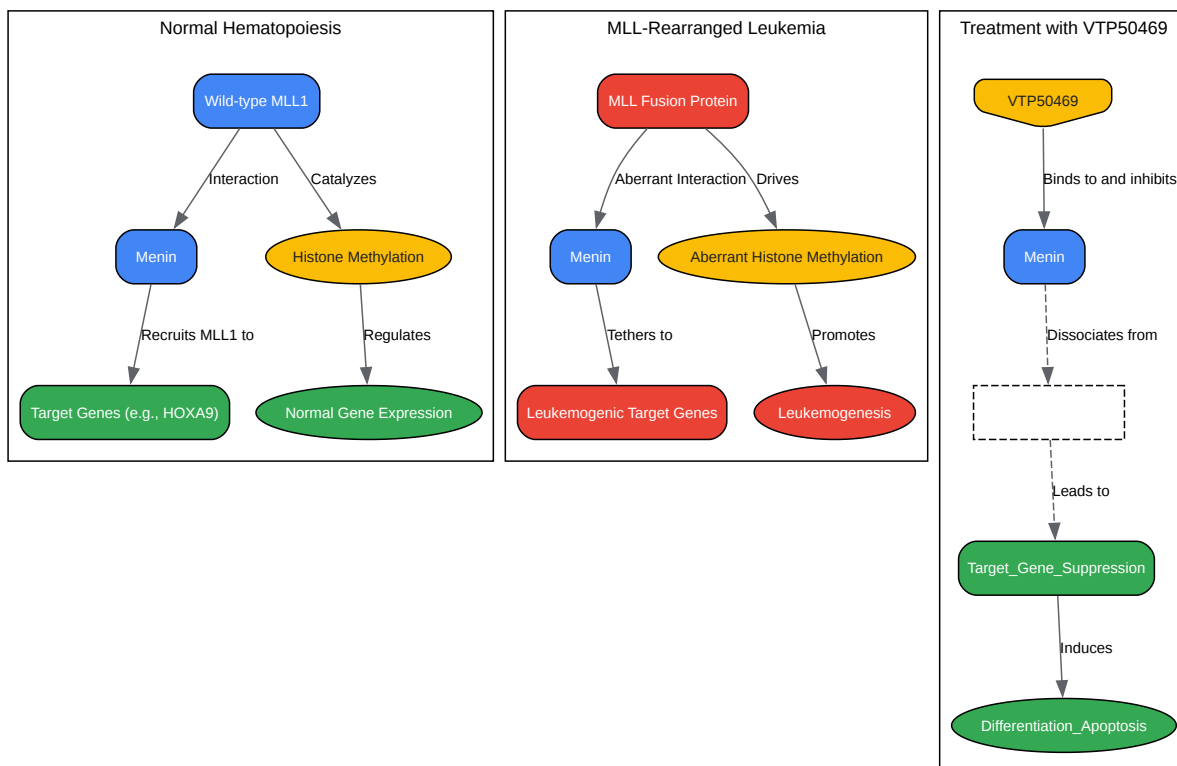 Normal Hematopoiesis
Wild-type MLL1
Interaction
Catalyzes
Menin
Histone Methylation
Recruits MLL1 to
Regulates
Target Genes (e.g., HOXA9)
Normal Gene Expression
MLL-Rearranged Leukemia
MLL Fusion Protein
Aberrant Interaction
Drives
Menin
Aberrant Histone Methylation
Tethers to
Promotes
Leukemogenic Target Genes
Leukemogenesis
Treatment with VTP50469
VTP50469
Binds to and inhibits
Menin
Dissociates from
Leads to
Target_Gene_Suppression
Induces
Differentiation_Apoptosis